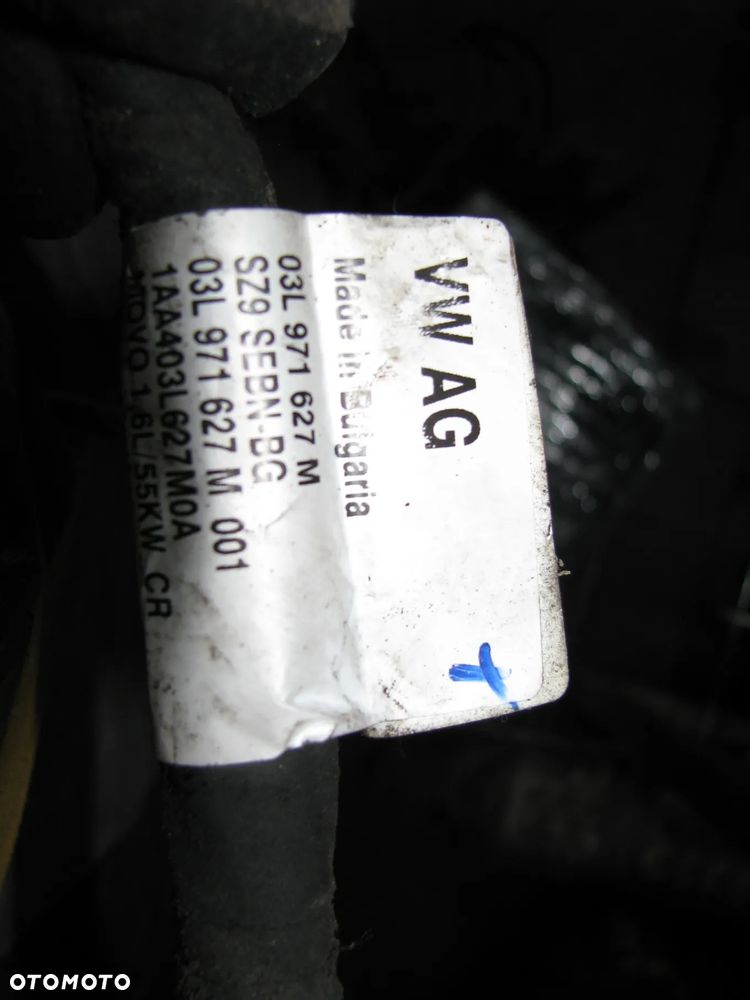 VW AG
Made in Bulgaria
03L 971 627 M
SZ9 SEBN-BG
03L 971 627 M 001
1AA403L627M0A
1,6L/55KW CR
OTOMOTO